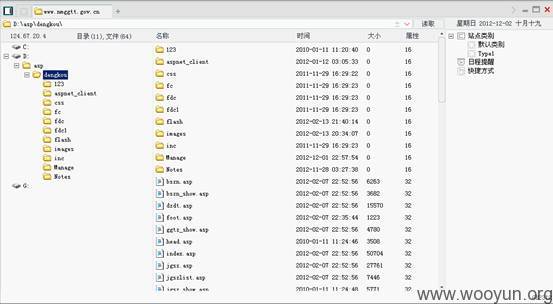 www.nmggtt.gov.cn
D:\asp\dengkou\ 读取 星期日 2012-12-02 十月十九
124.67.20.4 目录(11),文件(64) 名称 时间 大小 属性 站点类别
C: 123 2010-01-11 11:20:40 0 16 默认类别
D: aspnet_client 2012-12-12 03:05:33 0 16 Type1
asp css 2011-11-29 16:29:22 0 16 日程提醒
dengkou fc 2011-11-29 16:29:23 0 16 快捷方式
123 fdc 2011-11-29 16:29:23 0 16
aspnet_client fdc1 2011-11-29 16:29:23 0 16
css flash 2012-02-13 21:40:14 0 16
fc images 2012-02-13 20:34:07 0 16
fdc inc 2011-11-29 16:29:23 0 16
fdc1 Manage 2012-12-01 22:57:54 0 16
flash Notes 2012-11-28 03:27:38 0 16
images bszn.asp 2012-02-07 22:52:56 6263 32
inc bszn_show.asp 2012-02-07 22:52:56 3682 32
Manage dzdt.asp 2012-02-07 22:52:56 15570 32
Notes foot.asp 2012-02-07 22:35:44 1223 32
G: ggtz_show.asp 2012-02-07 22:52:56 4780 32
head.asp 2010-01-11 11:24:46 3508 32
index.asp 2012-02-07 22:52:56 50704 32
jgsz.asp 2012-02-07 22:52:56 27761 32
jgszlist.asp 2012-02-07 22:52:56 7446 32
jgsz_show.asp 2010-01-11 11:24:46 32
www.wooyun.org